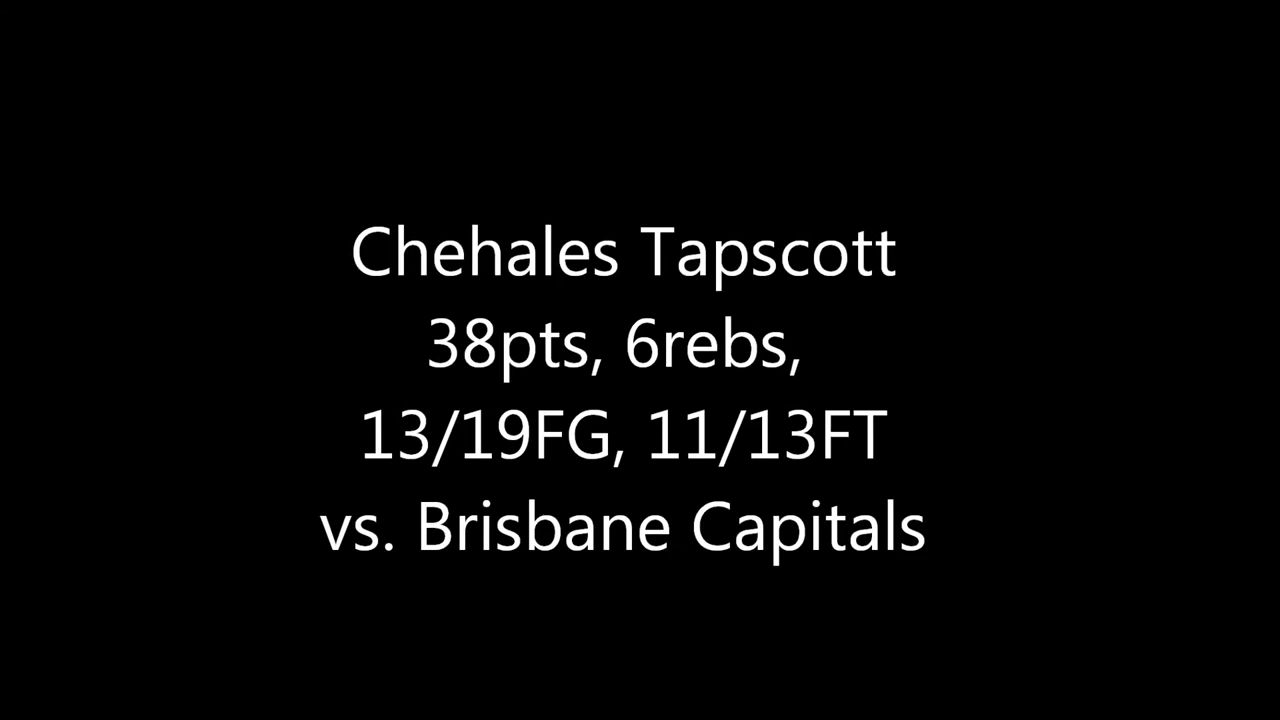 Chehales Tapscott
38pts, 6rebs,
13/19FG, 11/13FT
vs. Brisbane Capitals